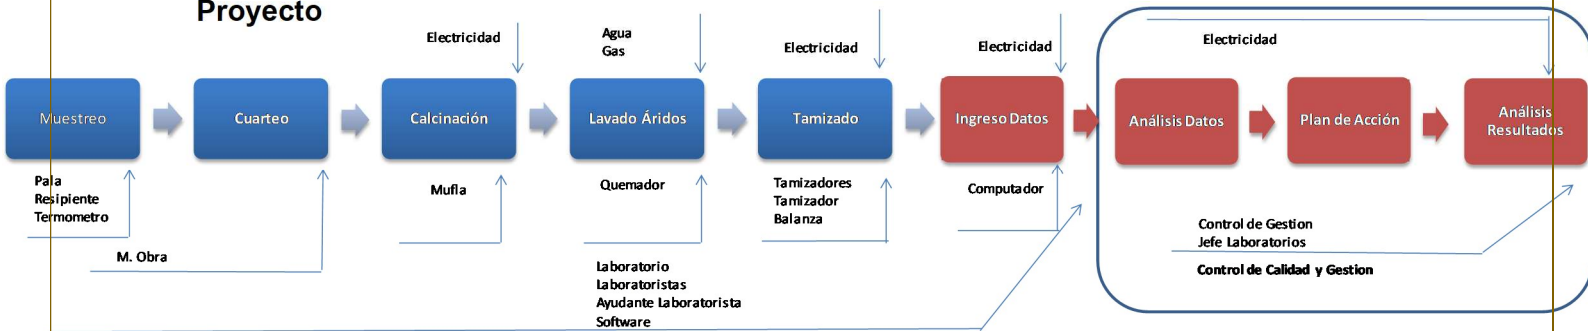 Proyecto
Electricidad
Agua
Gas
Electricidad
Electricidad
Electricidad
Muestreo
Cuarteo
Calcinación
Lavado Áridos
Tamizado
Ingreso Datos
Análisis Datos
Plan de Acción
Análisis
Resultados
Pala
Resipiente
Termometro
M. Obra
Mufla
Quemador
Tamizadores
Tamizador
Balanza
Computador
Laboratorio
Laboratoristas
Ayudante Laboratorista
Software
Control de Gestion
Jefe Laboratorios
Control de Calidad y Gestion